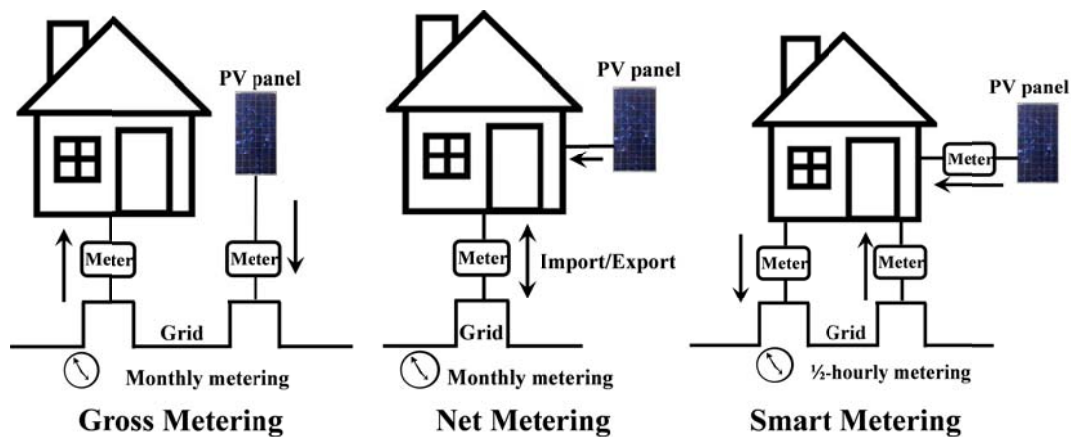 PV panel
Meter
Meter
Grid
Monthly metering
Gross Metering
PV panel
Meter
Import/Export
Grid
Monthly metering
Net Metering
PV panel
Meter
Meter
Meter
Grid
½-hourly metering
Smart Metering